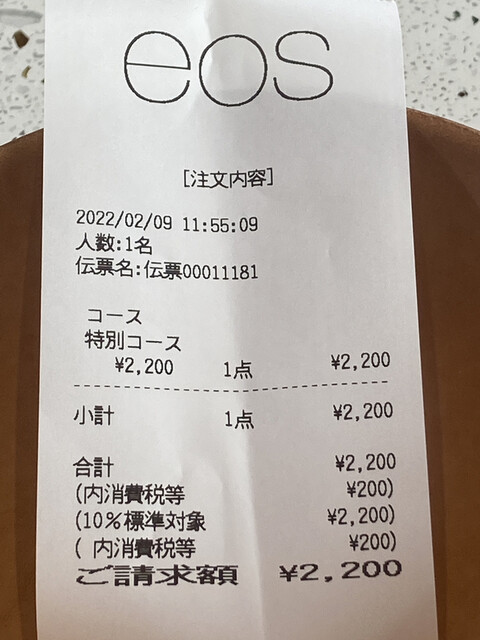 eos
[注文内容]
2022/02/09 11:55:09
人数:1名
伝票名:伝票00011181
コース
特別コース
¥2,200 1点 ¥2,200
小計 1点 ¥2,200
合計 ¥2,200
(内消費税等 ¥200)
(10%標準対象 ¥2,200)
( 内消費税等 ¥200)
ご請求額 ¥2,200